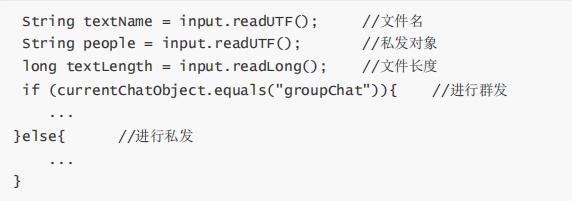 String textName = input.readUTF();     //文件名
String people = input.readUTF();       //私发对象
long textLength = input.readLong();    //文件长度
if (currentChatObject.equals("groupChat")){    //进行群发
    ...
}else{      //进行私发
    ...
}